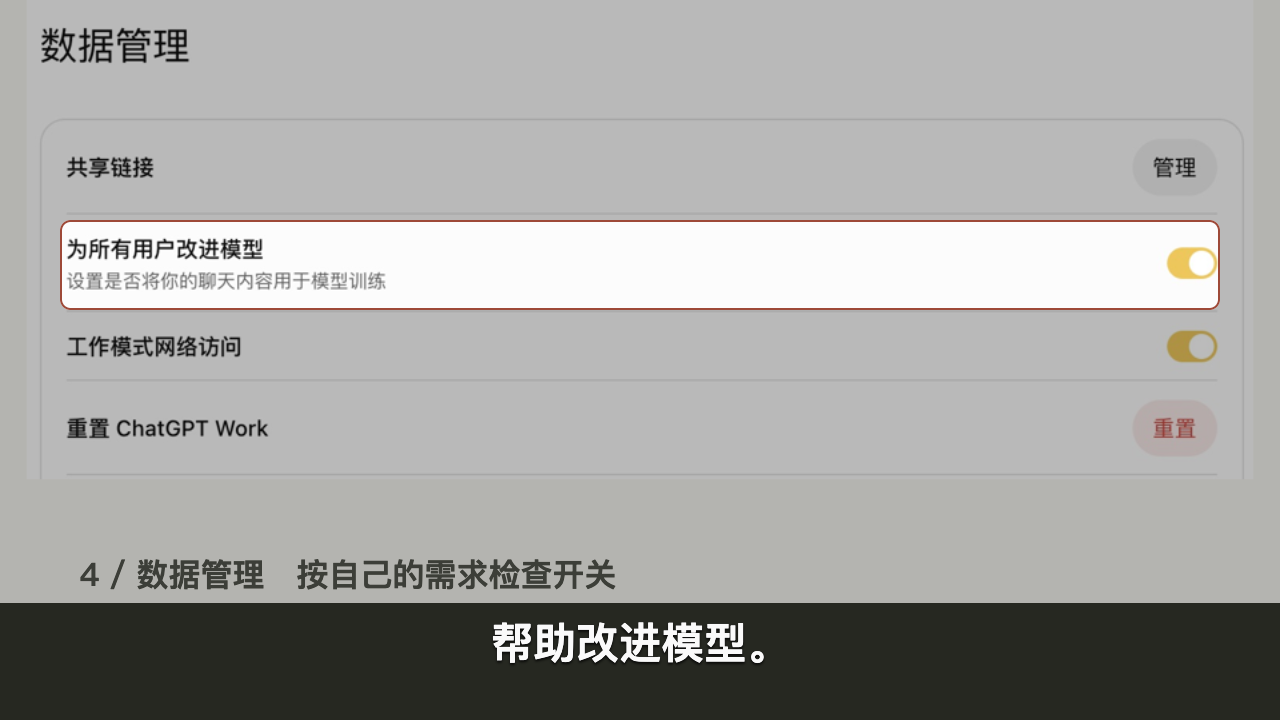 数据管理
共享链接
管理
为所有用户改进模型
设置是否将你的聊天内容用于模型训练
工作模式网络访问
重置 ChatGPT Work
重置
4 / 数据管理　按自己的需求检查开关
帮助改进模型。